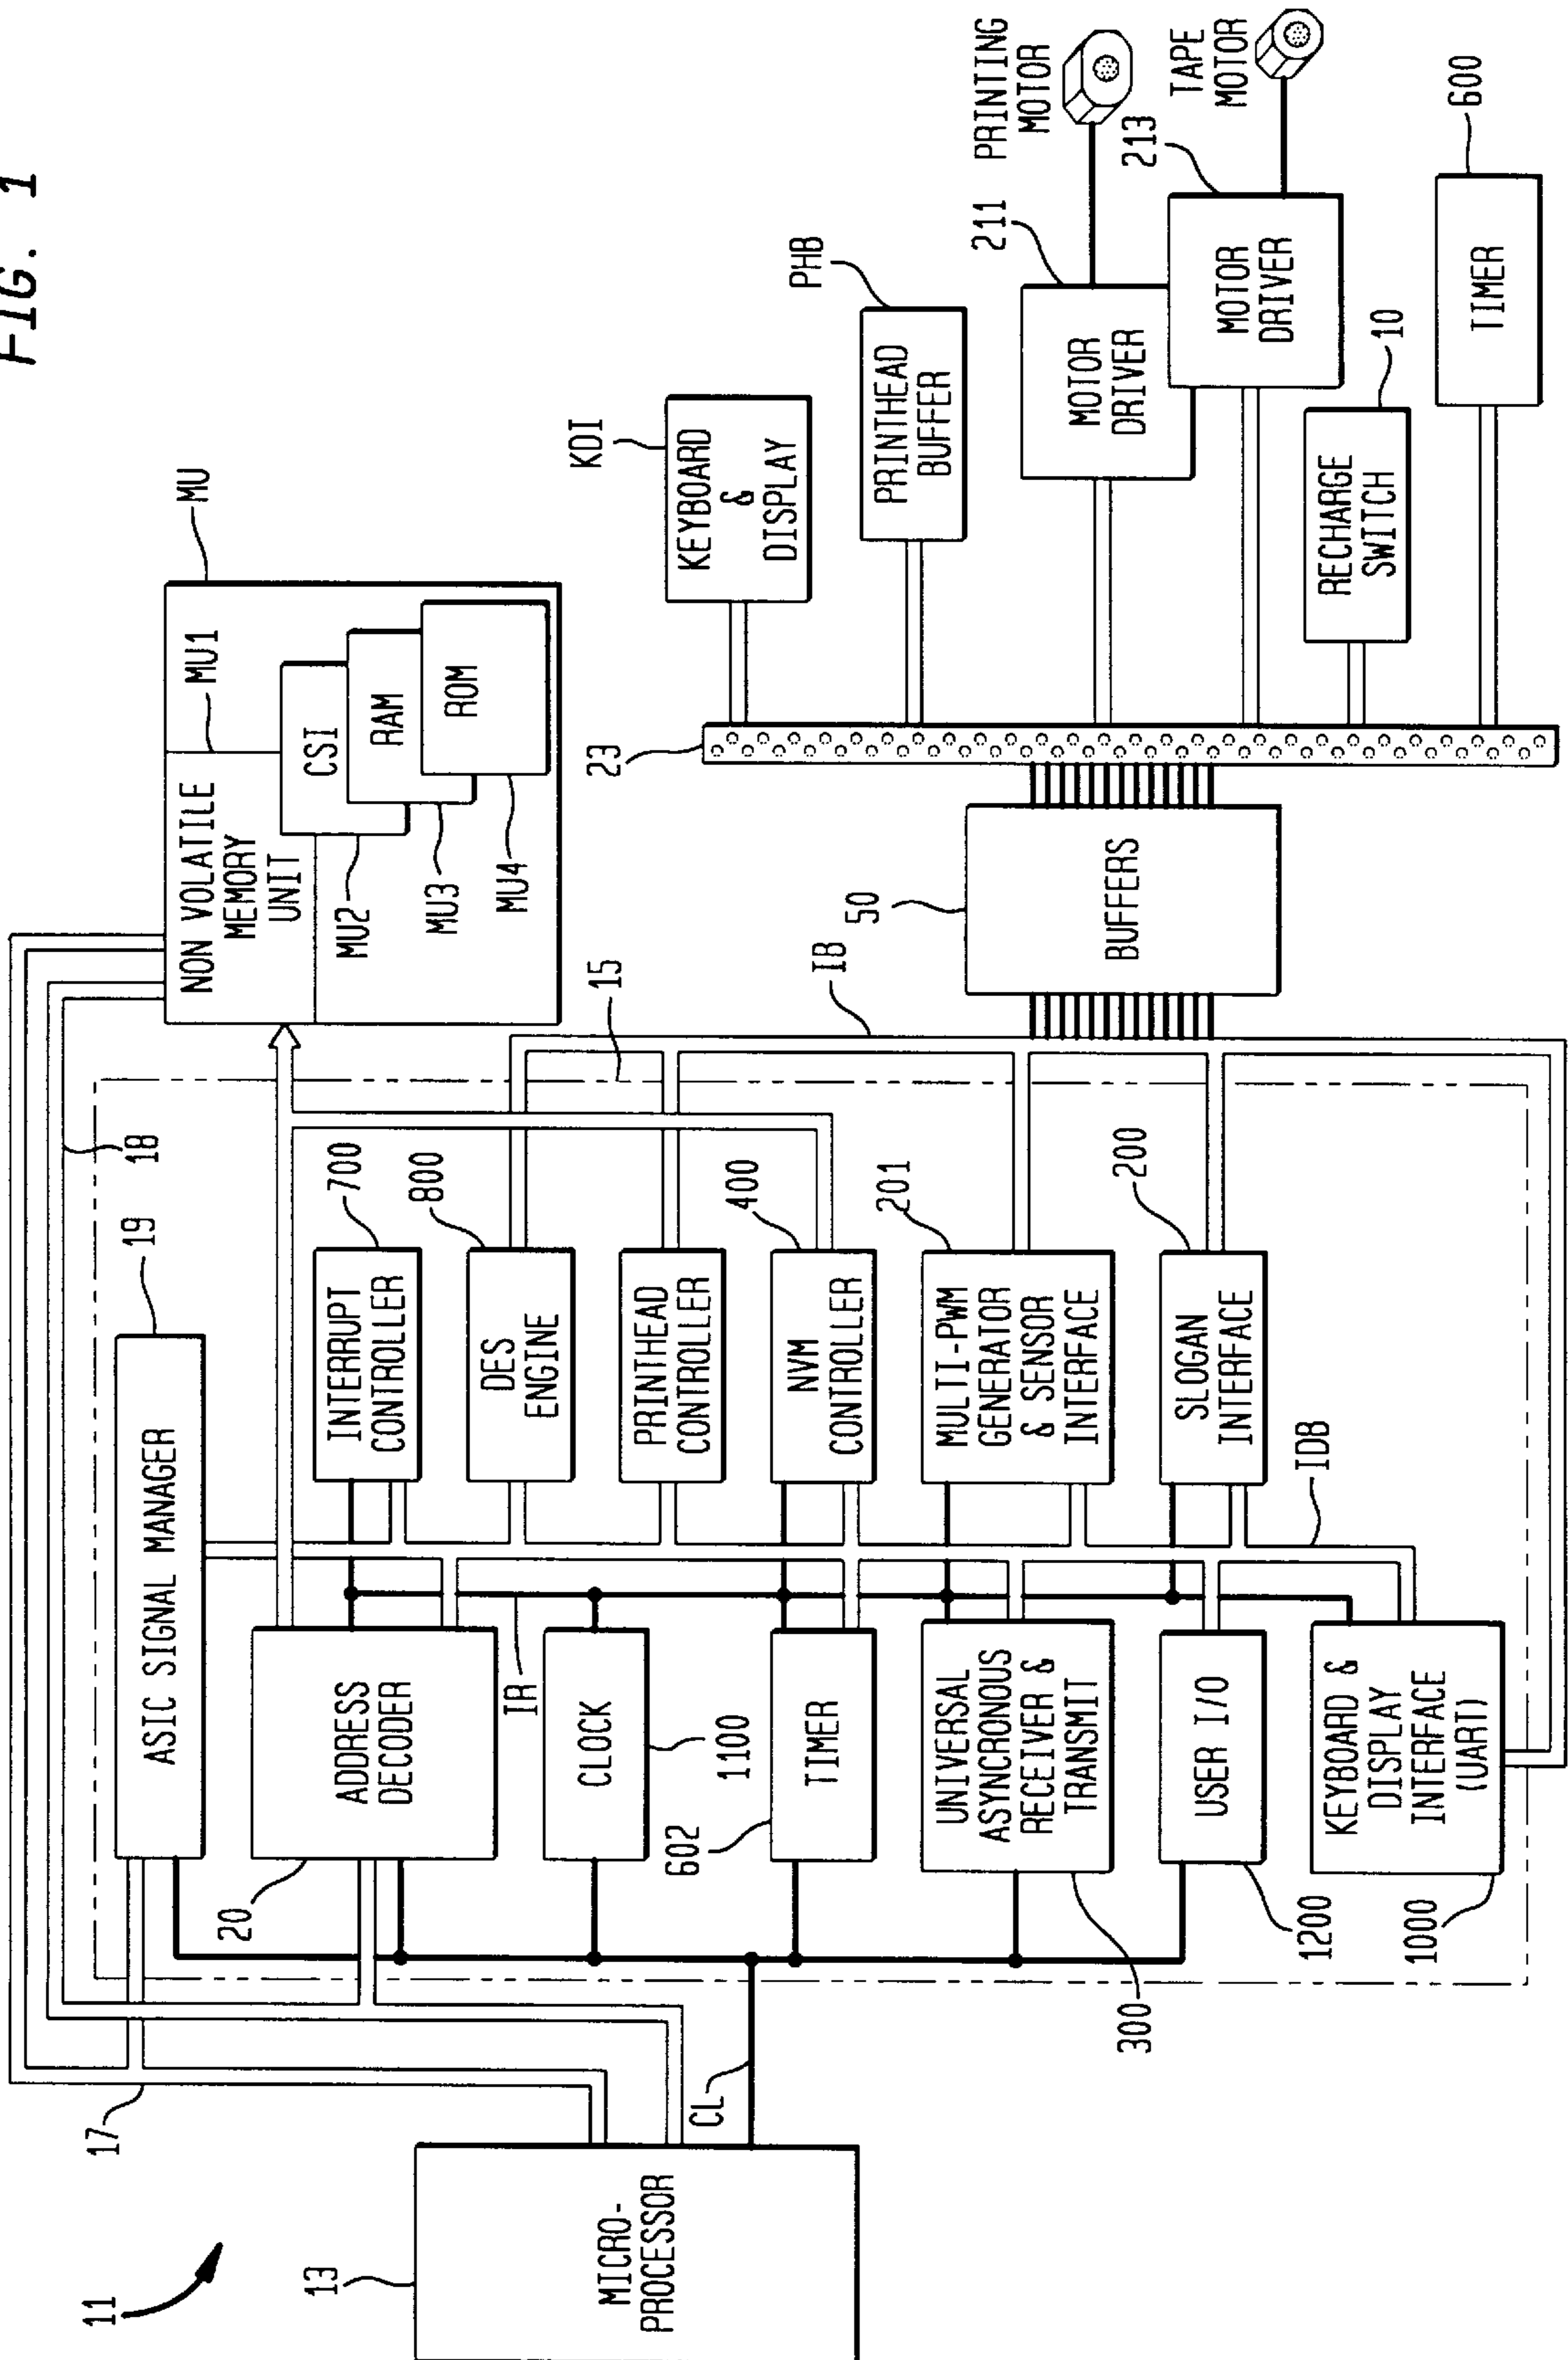 FIG. 1
11
13
MICRO-
PROCESSOR
17
18
CL
15
19
ASIC SIGNAL MANAGER
20
ADDRESS
DECODER
IR
CLOCK
1100
602
TIMER
UNIVERSAL
ASYNCRONOUS
RECEIVER &
TRANSMIT
300
USER I/O
1200
KEYBOARD &
DISPLAY
INTERFACE
(UART)
1000
INTERRUPT
CONTROLLER
700
DES
ENGINE
800
PRINTHEAD
CONTROLLER
NVM
CONTROLLER
400
MULTI-PWM
GENERATOR
& SENSOR
INTERFACE
201
SLOGAN
INTERFACE
200
IDB
IB
MU
NON VOLATILE
MEMORY
UNIT
MU1
CSI
MU2
RAM
MU3
ROM
MU4
50
BUFFERS
23
KDI
KEYBOARD
&
DISPLAY
PHB
PRINTHEAD
BUFFER
211
MOTOR
DRIVER
PRINTING
MOTOR
213
MOTOR
DRIVER
TAPE
MOTOR
RECHARGE
SWITCH
10
TIMER
600